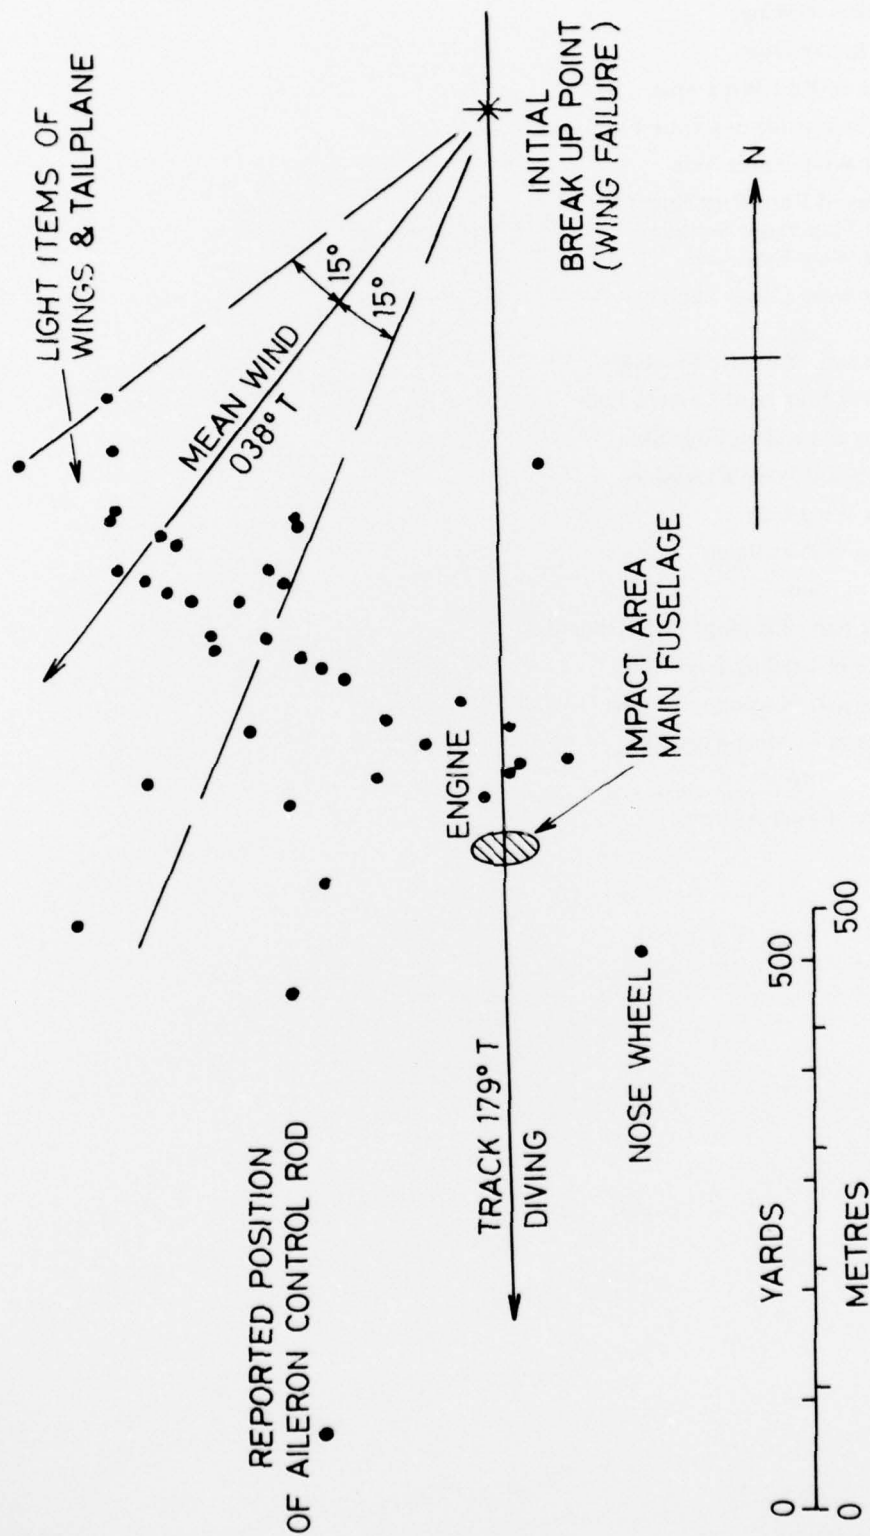 LIGHT ITEMS OF
WINGS & TAILPLANE
15°
15°
MEAN WIND
038° T
INITIAL
BREAK UP POINT
(WING FAILURE)
N
ENGINE
IMPACT AREA
MAIN FUSELAGE
REPORTED POSITION
OF AILERON CONTROL ROD
TRACK 179° T
DIVING
NOSE WHEEL
YARDS
0
500
METRES
0
500